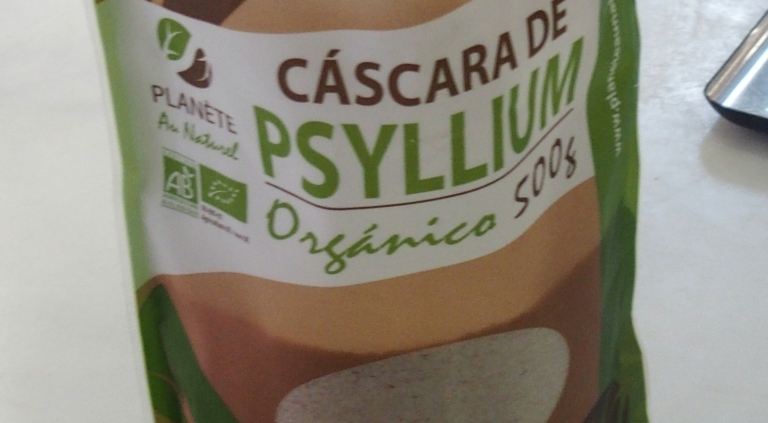 CÁSCARA DE
PSYLLIUM
Orgánico 500g
PLANÈTE
Au Naturel
AB